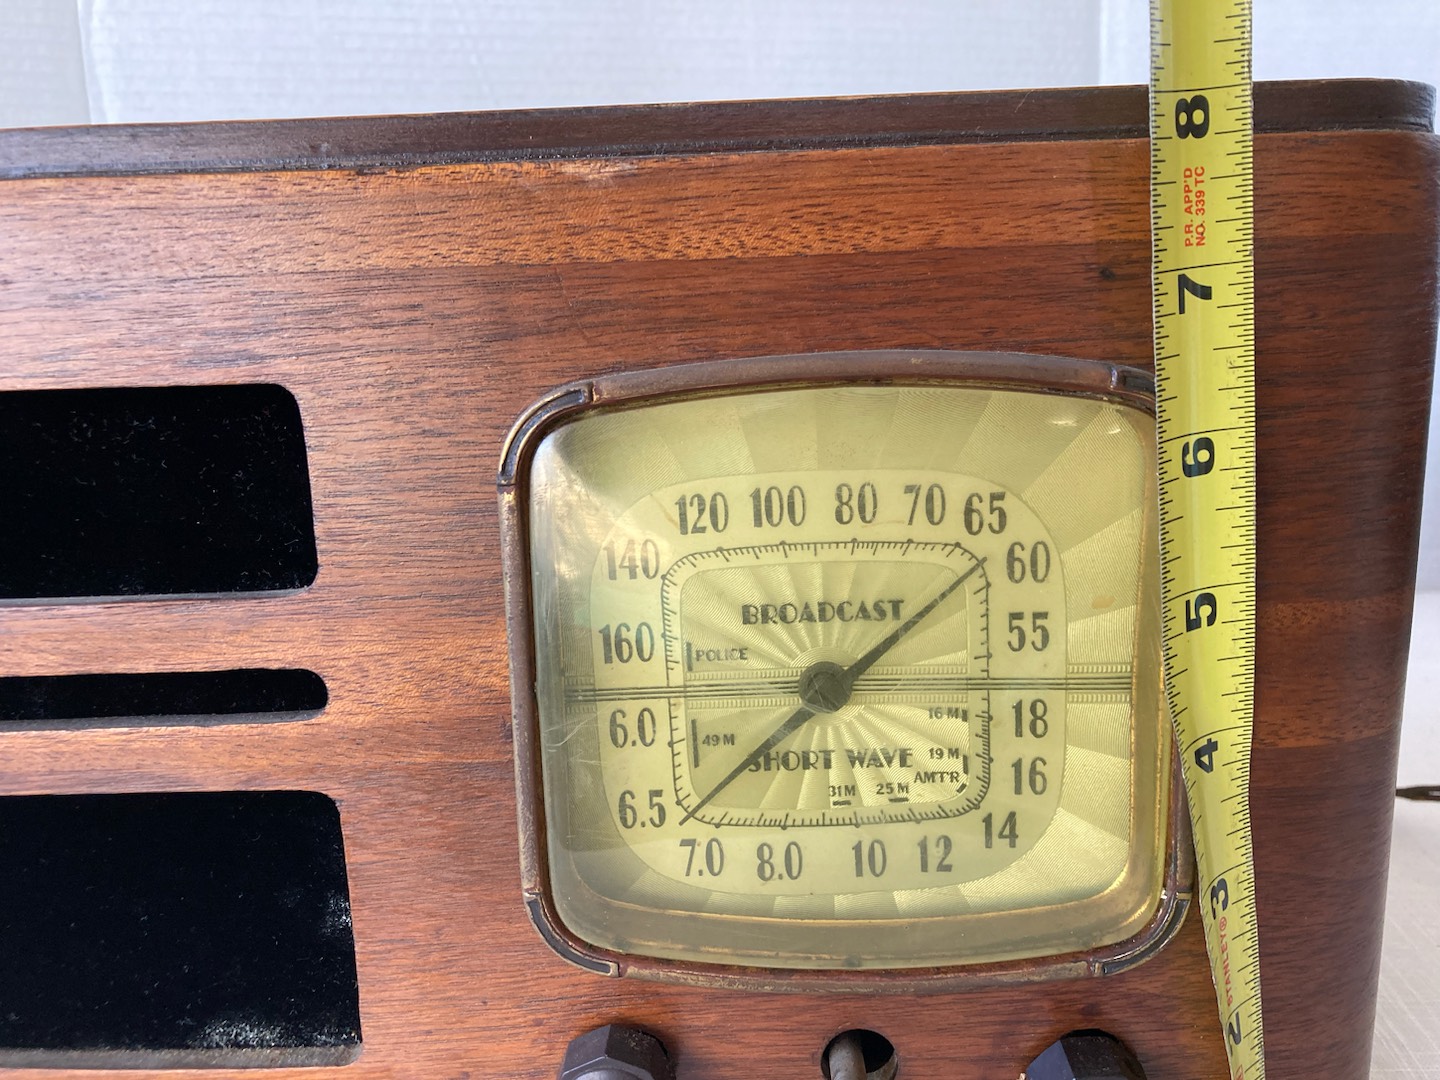 120 100 80 70 65
140 60
BROADCAST
160 55
POLICE
6.0 16 M 18
49 M
SHORT WAVE 19 M
AMT'R 16
31M 25 M
6.5 14
7.0 8.0 10 12
8
P.R. APP'D
NO. 339 TC
7
6
5
4
3
STANLEY®
2